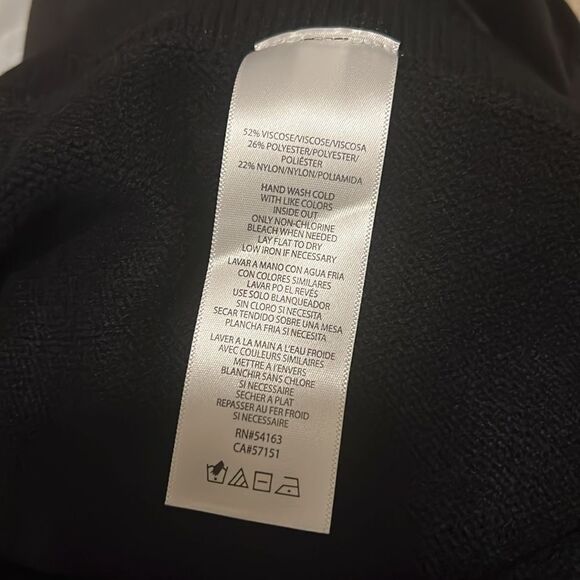 52% VISCOSE/VISCOSE/VISCOSA
26% POLYESTER/POLYESTER/
POLIÉSTER
22% NYLON/NYLON/POLIAMIDA
HAND WASH COLD
WITH LIKE COLORS
INSIDE OUT
ONLY NON-CHLORINE
BLEACH WHEN NEEDED
LAY FLAT TO DRY
LOW IRON IF NECESSARY
LAVAR A MANO CON AGUA FRIA
CON COLORES SIMILARES
LAVAR PO EL REVÉS
USE SOLO BLANQUEADOR
SIN CLORO SI NECESITA
SECAR TENDIDO SOBRE UNA MESA
PLANCHA FRIA SI NECESITA
LAVER A LA MAIN A L'EAU FROIDE
AVEC COULEURS SIMILAIRES
METTRE A l'ENVERS
BLANCHIR SANS CHLORE
SI NECESSAIRE
SECHER A PLAT
REPASSER AU FER FROID
SI NECESSAIRE
RN#54163
CA#57151